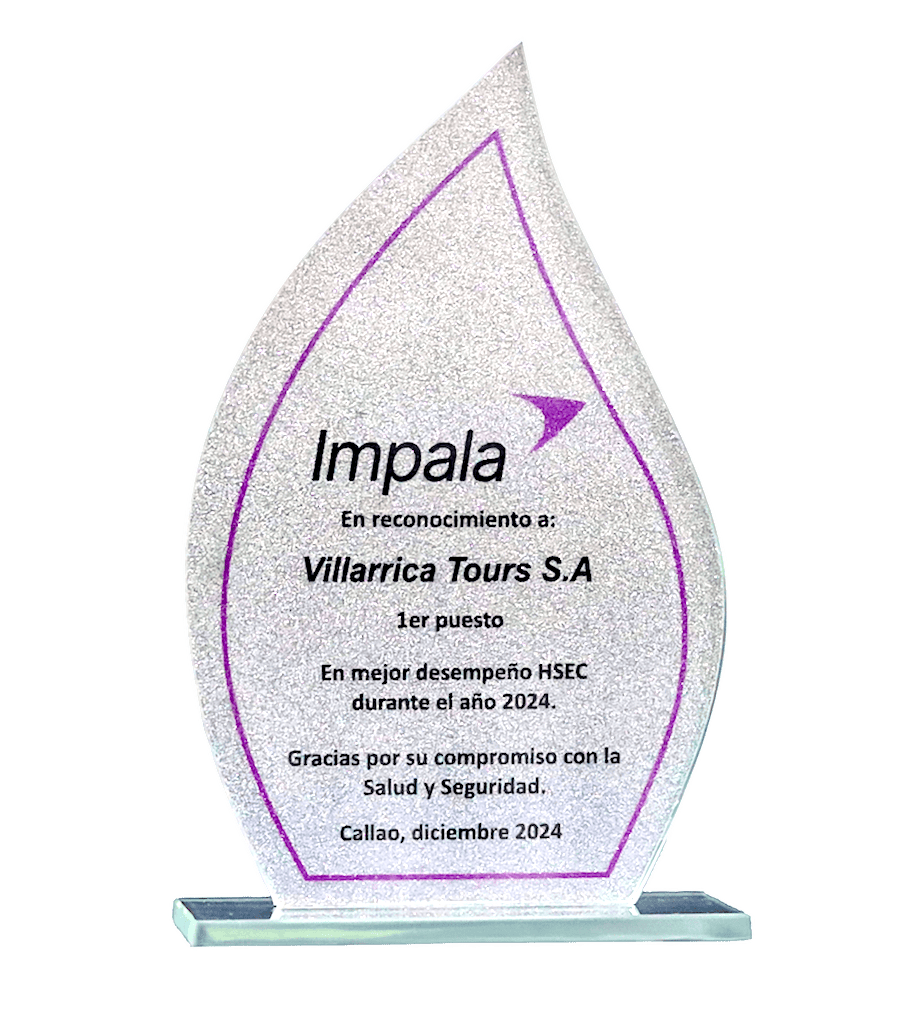 Impala
En reconocimiento a:
Villarrica Tours S.A
1er puesto
En mejor desempeño HSEC
durante el año 2024.
Gracias por su compromiso con la
Salud y Seguridad.
Callao, diciembre 2024